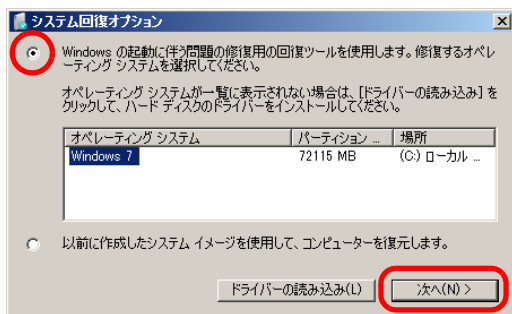 システム回復オプション
Windows の起動に伴う問題の修復用の回復ツールを使用します。修復するオペレ
ーティング システムを選択してください。
オペレーティング システムが一覧に表示されない場合は、[ドライバーの読み込み] を
クリックして、ハード ディスクのドライバーをインストールしてください。
オペレーティング システム パーティション ... 場所
Windows 7 72115 MB (C:) ローカル ...
以前に作成したシステム イメージを使用して、コンピューターを復元します。
ドライバーの読み込み(L) 次へ(N) >